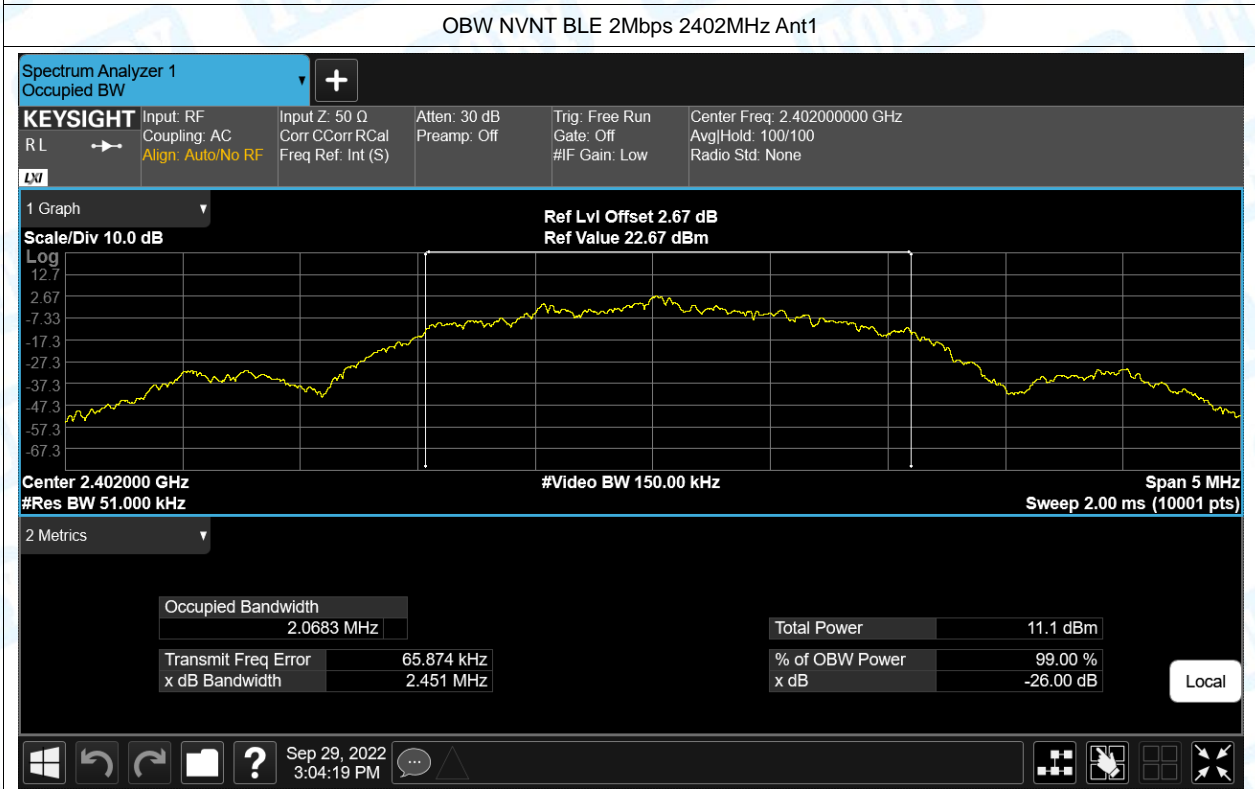 OBW NVNT BLE 2Mbps 2402MHz Ant1
Spectrum Analyzer 1
Occupied BW
KEYSIGHT
R L
LXI
Input: RF
Coupling: AC
Align: Auto/No RF
Input Z: 50 Ω
Corr CCorr RCal
Freq Ref: Int (S)
Atten: 30 dB
Preamp: Off
Trig: Free Run
Gate: Off
#IF Gain: Low
Center Freq: 2.402000000 GHz
Avg|Hold: 100/100
Radio Std: None
1 Graph
Scale/Div 10.0 dB
Ref Lvl Offset 2.67 dB
Ref Value 22.67 dBm
Log
12.7
2.67
-7.33
-17.3
-27.3
-37.3
-47.3
-57.3
-67.3
Center 2.402000 GHz
#Video BW 150.00 kHz
Span 5 MHz
#Res BW 51.000 kHz
Sweep 2.00 ms (10001 pts)
2 Metrics
Occupied Bandwidth
2.0683 MHz
Total Power 11.1 dBm
Transmit Freq Error 65.874 kHz
% of OBW Power 99.00 %
x dB Bandwidth 2.451 MHz
x dB -26.00 dB
Local
?
Sep 29, 2022
3:04:19 PM